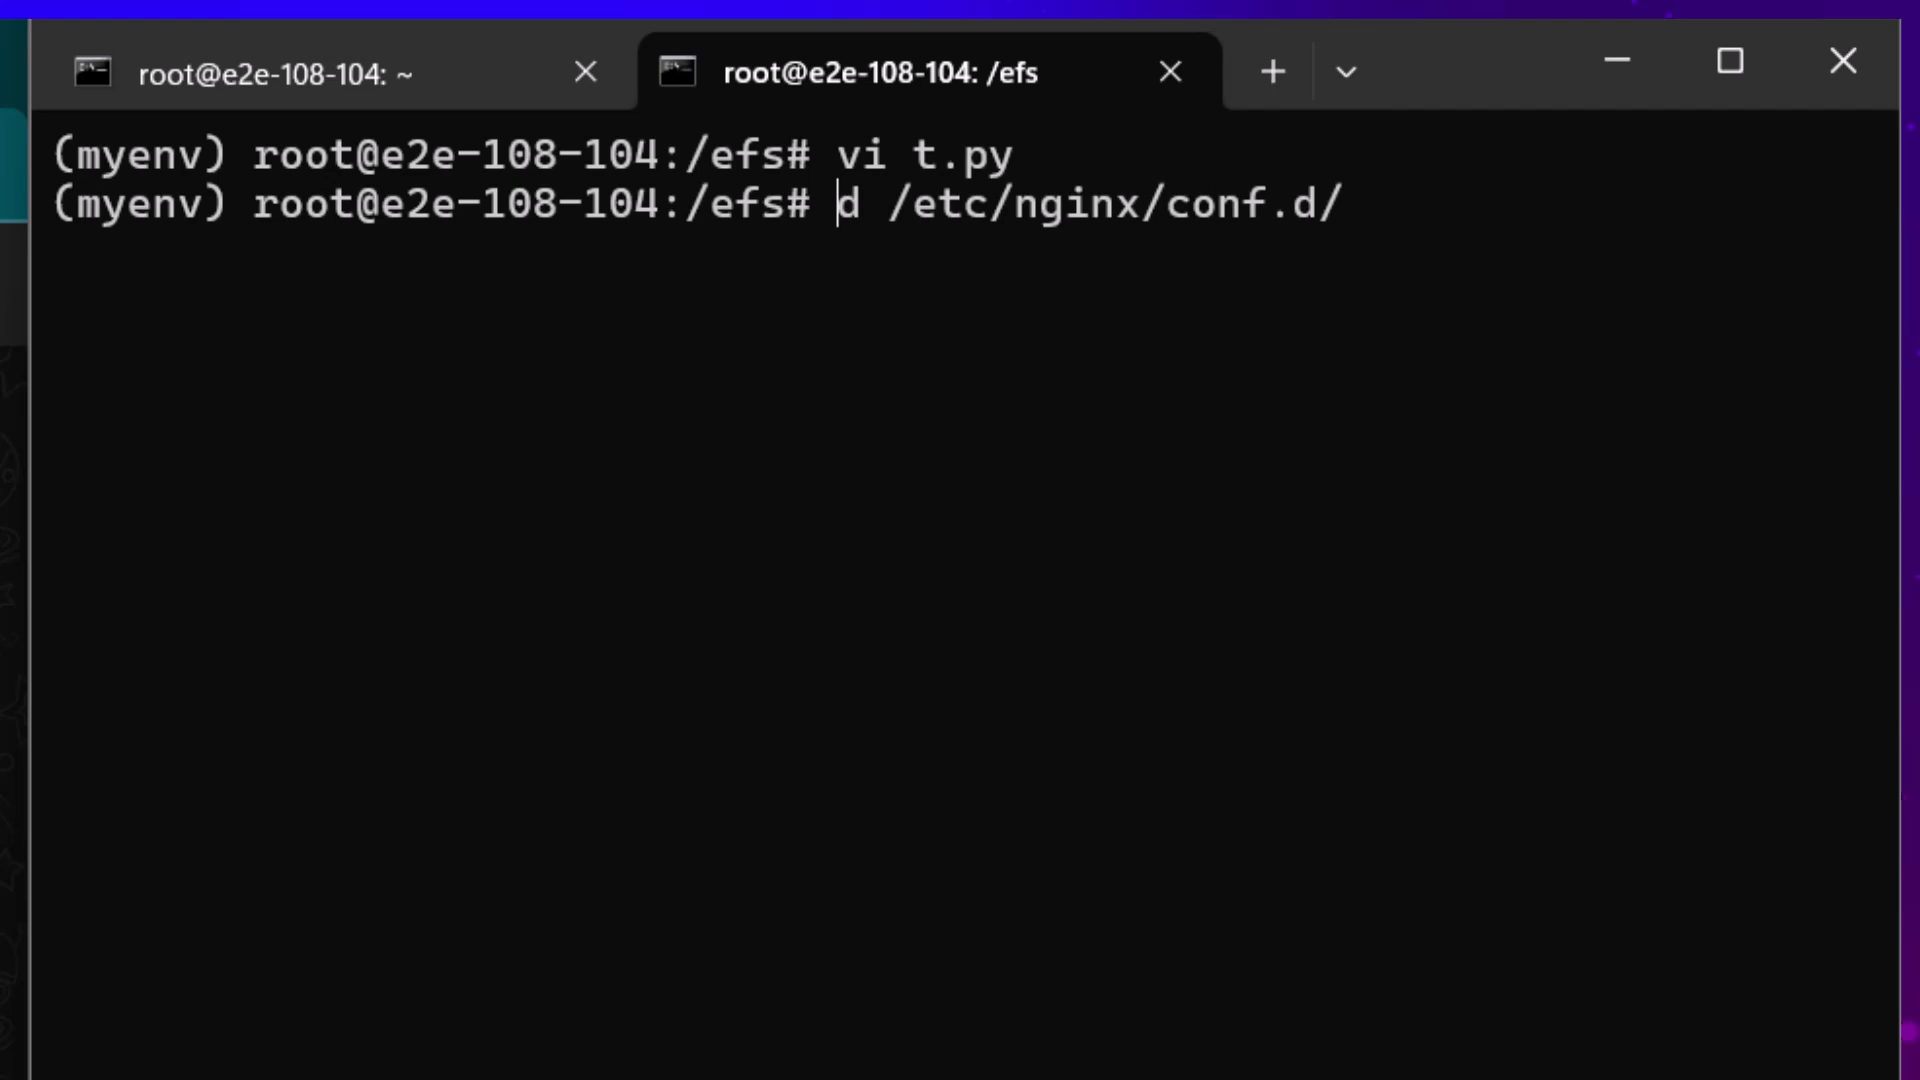 root@e2e-108-104: ~
root@e2e-108-104: /efs
(myenv) root@e2e-108-104:/efs# vi t.py
(myenv) root@e2e-108-104:/efs# d /etc/nginx/conf.d/